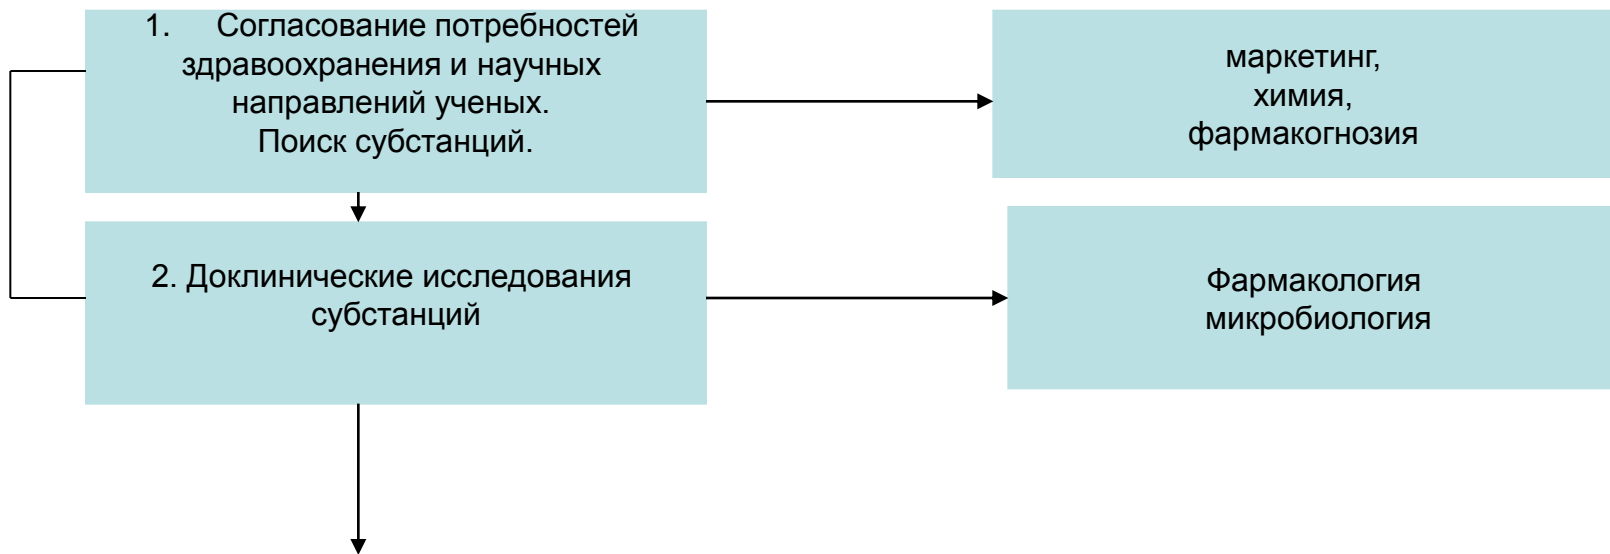 1. Согласование потребностей
здравоохранения и научных
направлений ученых.
Поиск субстанций.
маркетинг,
химия,
фармакогнозия
2. Доклинические исследования
субстанций
Фармакология
микробиология